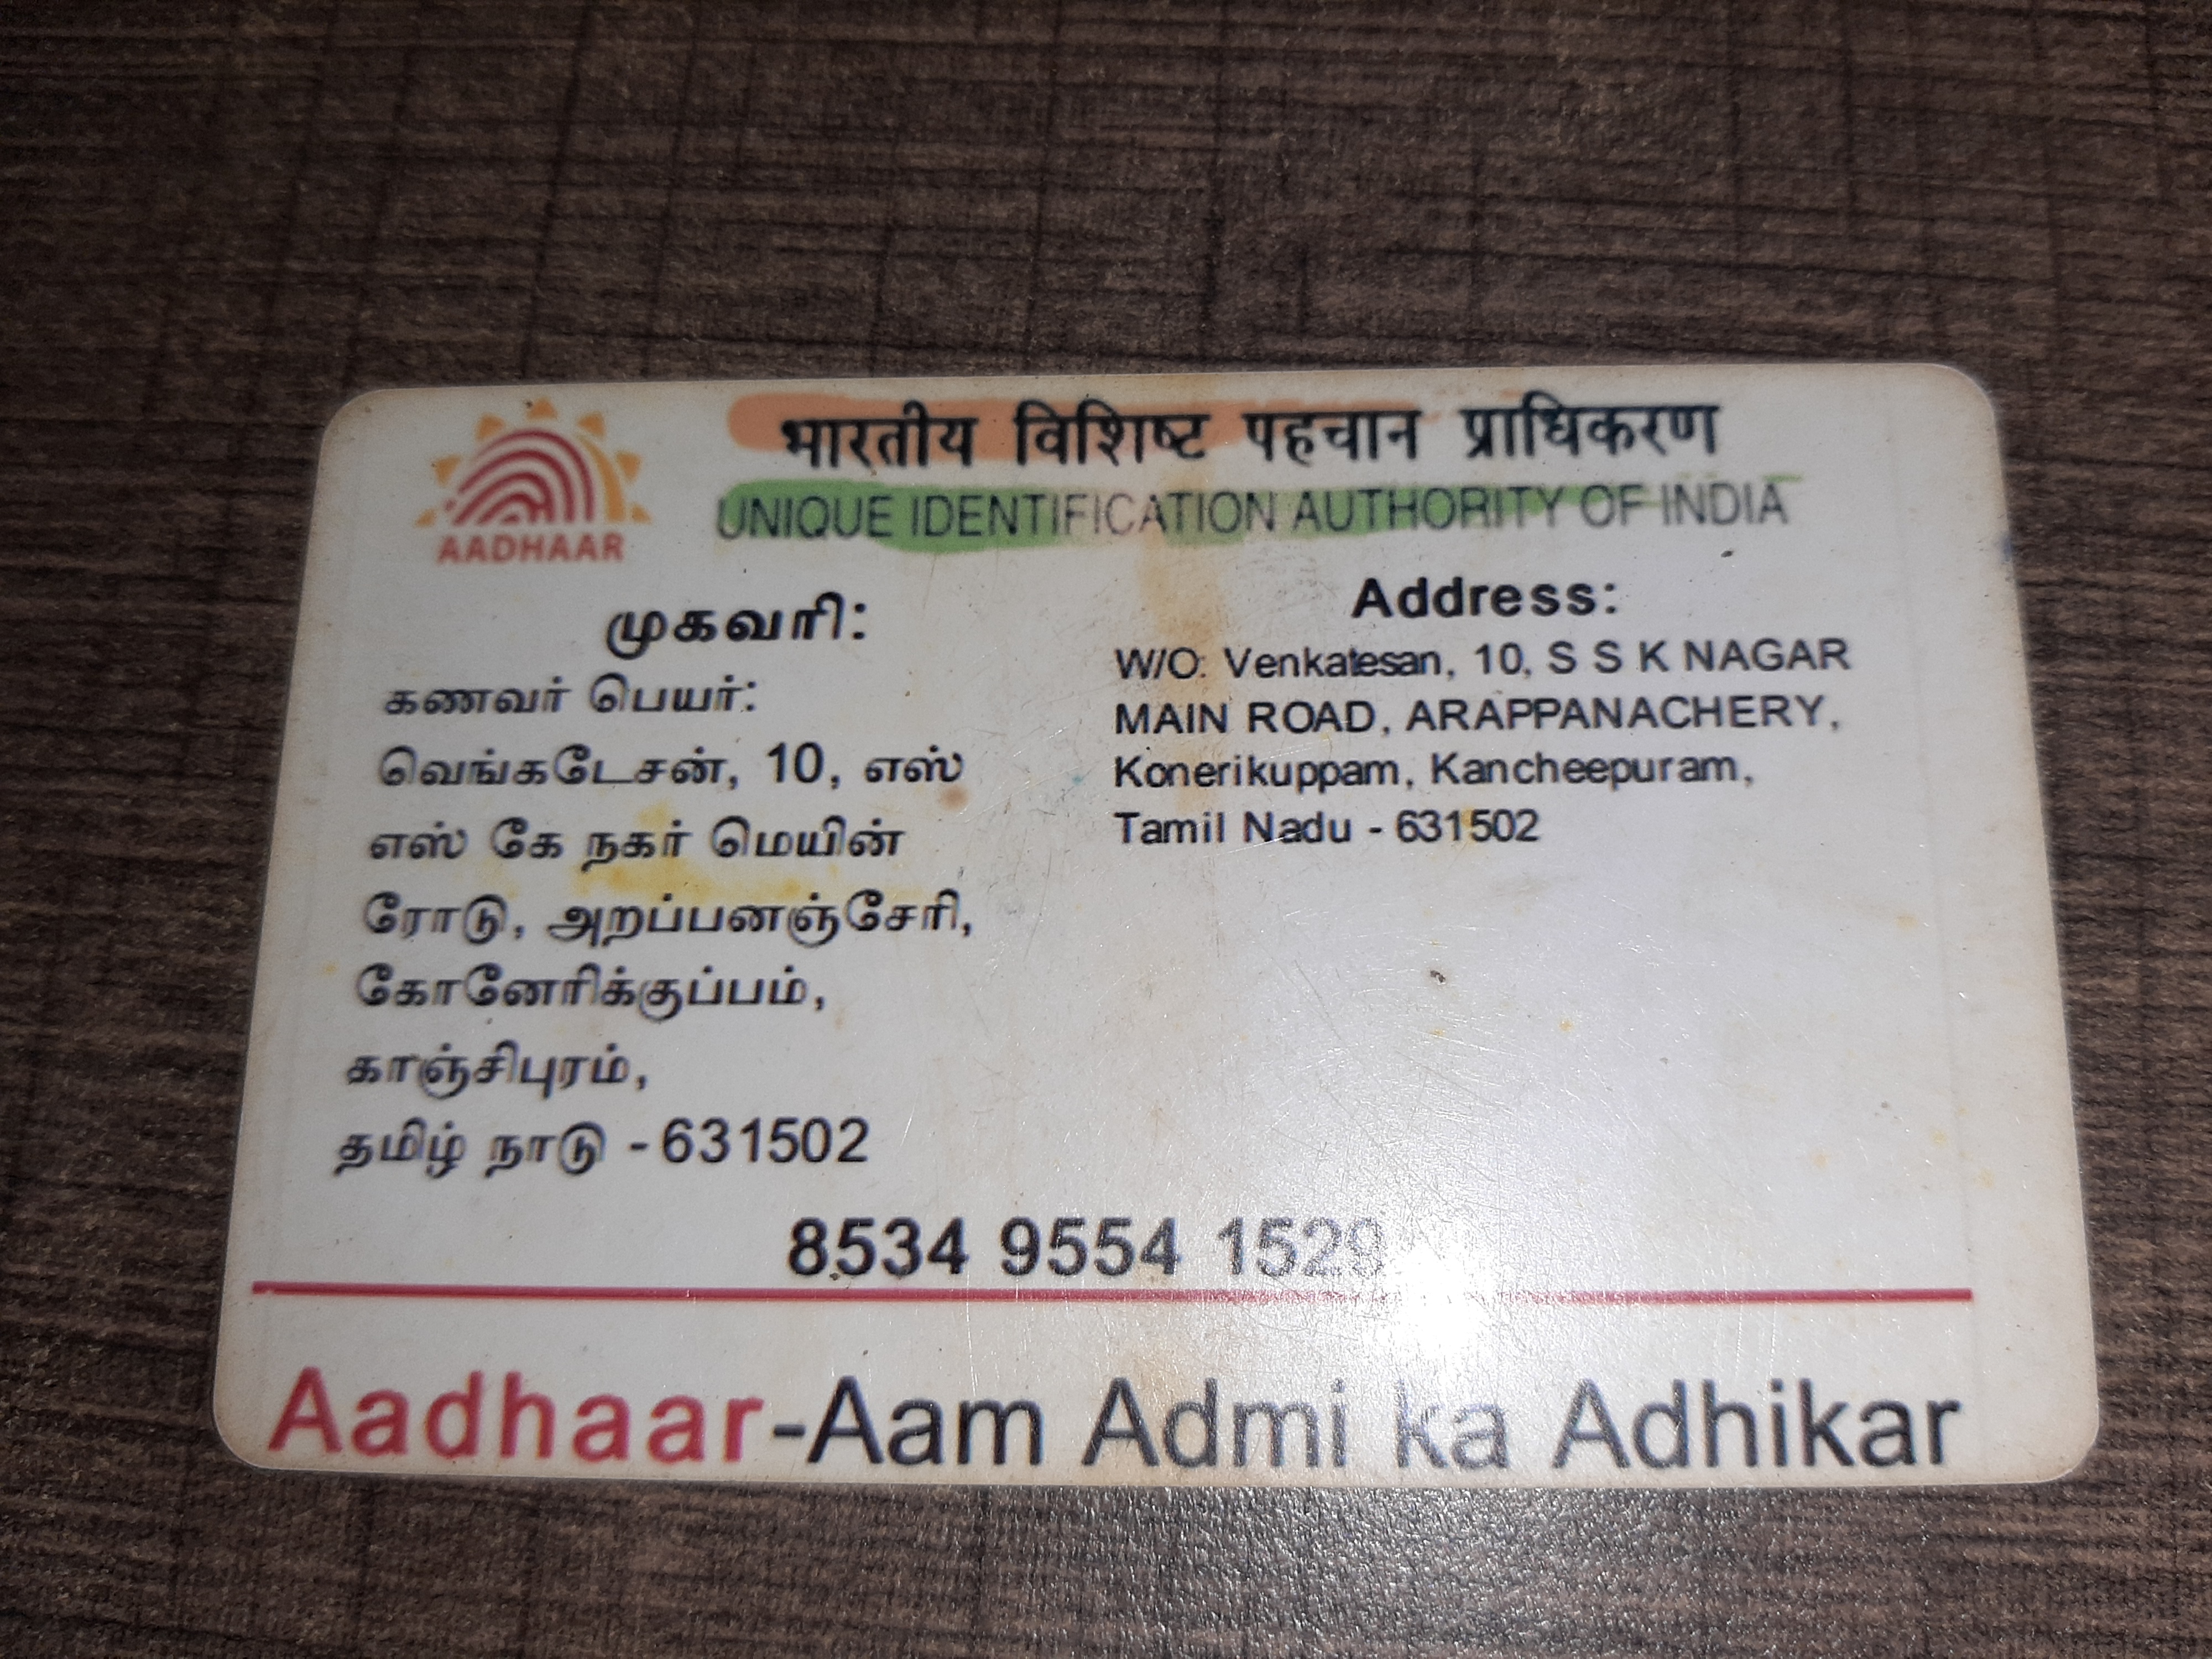 भारतीय विशिष्ट पहचान प्राधिकरण
UNIQUE IDENTIFICATION AUTHORITY OF INDIA
AADHAAR
முகவரி:
கணவர் பெயர்:
வெங்கடேசன், 10, எஸ்
எஸ் கே நகர் மெயின்
ரோடு, அறப்பனஞ்சேரி,
கோனேரிக்குப்பம்,
காஞ்சிபுரம்,
தமிழ் நாடு - 631502
Address:
W/O: Venkatesan, 10, S S K NAGAR
MAIN ROAD, ARAPPANACHERY,
Konerikuppam, Kancheepuram,
Tamil Nadu - 631502
8534 9554 1529
Aadhaar-Aam Admi ka Adhikar